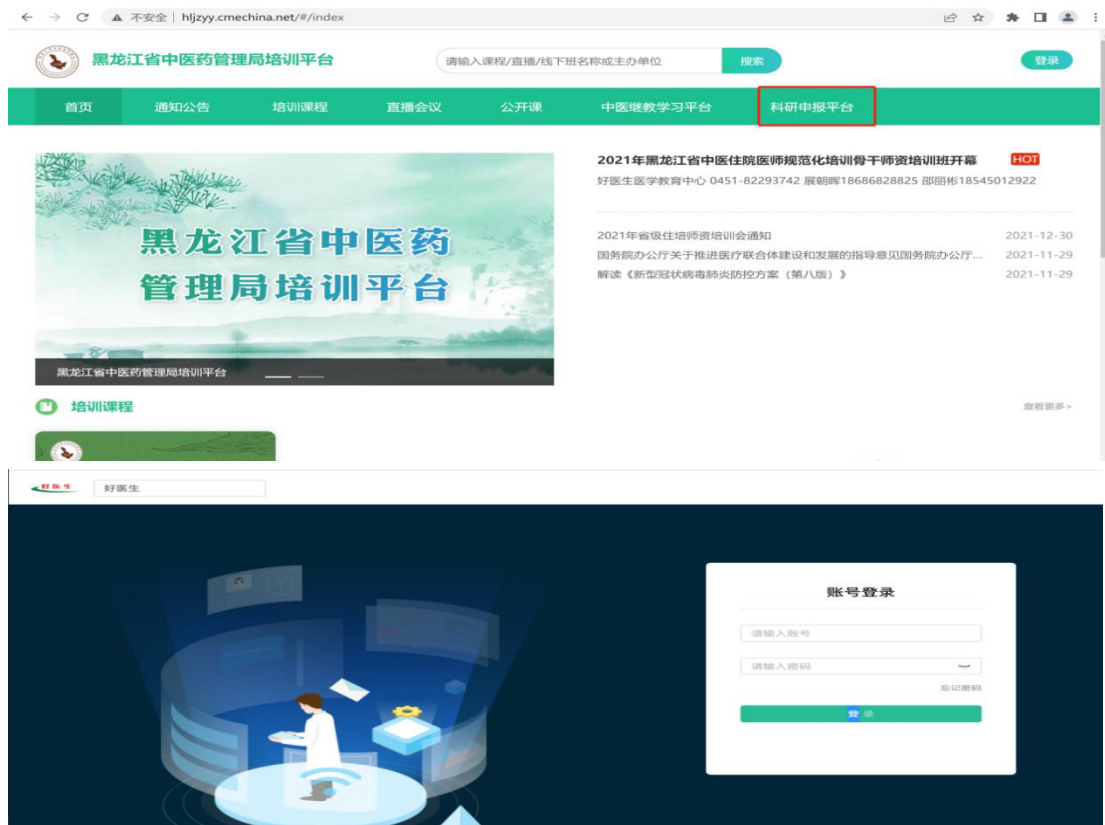 不安全 | hljzyy.cmechina.net/#/index
黑龙江省中医药管理局培训平台
请输入课程/直播/线下班名称或主办单位
搜索
登录
首页 通知公告 培训课程 直播会议 公开课 中医继教学习平台 科研申报平台
2021年黑龙江省中医住院医师规范化培训骨干师资培训班开幕 HOT
好医生医学教育中心 0451-82293742 展朝晖18686828825 邵丽彬18545012922
2021年省级住培师资培训会通知 2021-12-30
国务院办公厅关于推进医疗联合体建设和发展的指导意见国务院办公厅... 2021-11-29
解读《新型冠状病毒肺炎防控方案（第八版）》 2021-11-29
黑龙江省中医药
管理局培训平台
黑龙江省中医药管理局培训平台
培训课程
查看更多>
好医生
好医生
账号登录
请输入账号
请输入密码
忘记密码
登录